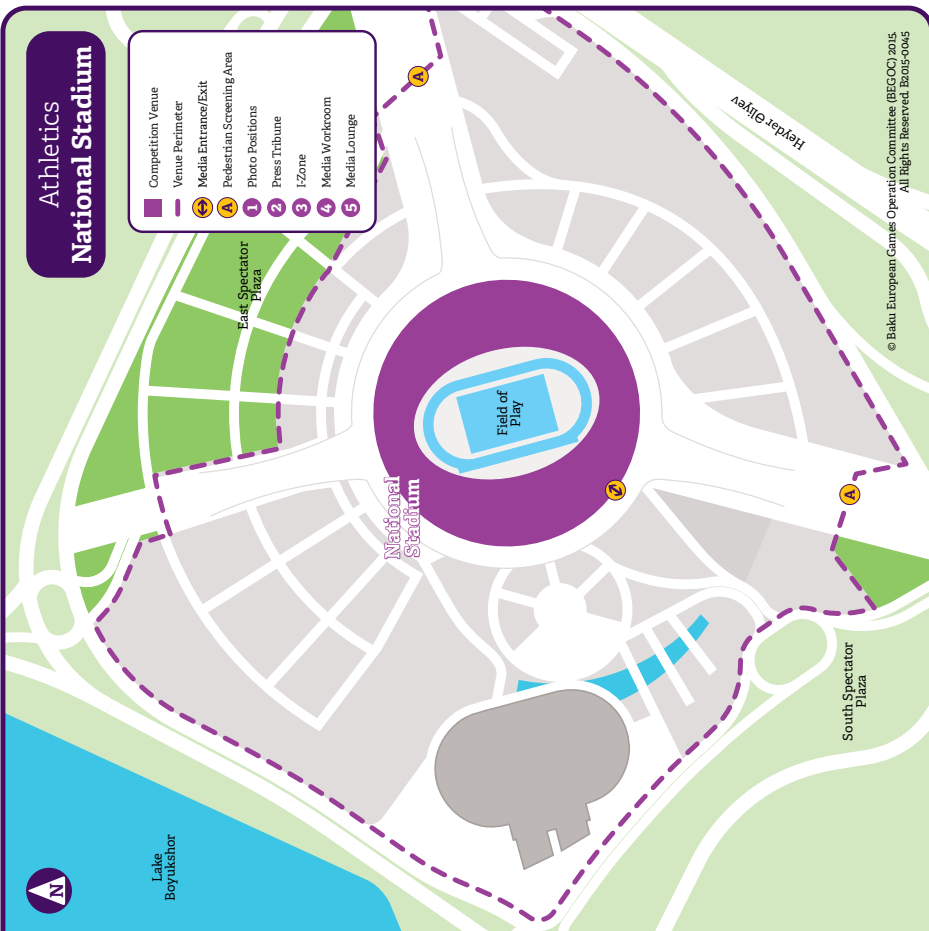 Athletics
National Stadium
Competition Venue
Venue Perimeter
Media Entrance/Exit
A Pedestrian Screening Area
1 Photo Positions
2 Press Tribune
3 I-Zone
4 Media Workroom
5 Media Lounge
East Spectator
Plaza
A
Heydər Əliyev
© Baku European Games Operation Committee (BEGOC) 2015.
All Rights Reserved. B2015-0045
Field of
Play
National
Stadium
A
South Spectator
Plaza
Lake
Boyukshor
N